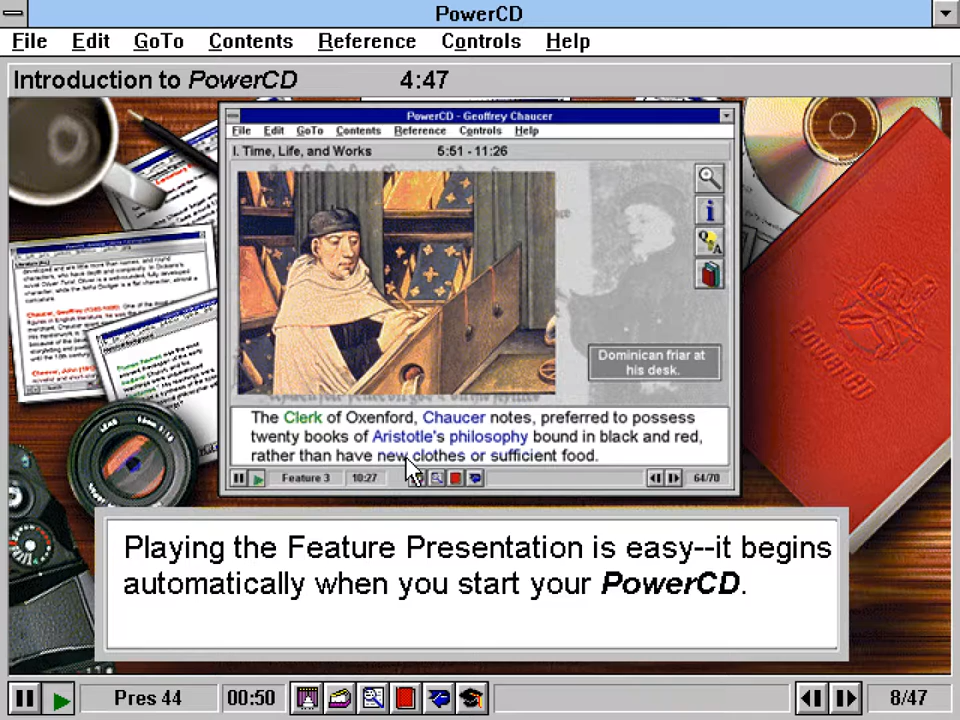 PowerCD
File Edit GoTo Contents Reference Controls Help
Introduction to PowerCD 4:47
PowerCD - Geoffrey Chaucer
File Edit GoTo Contents Reference Controls Help
I. Time, Life, and Works 5:51 - 11:26
Q
A
Dominican friar at
his desk.
The Clerk of Oxenford, Chaucer notes, preferred to possess
twenty books of Aristotle's philosophy bound in black and red,
rather than have new clothes or sufficient food.
Feature 3 10:27 64/70
PowerCD
Playing the Feature Presentation is easy--it begins
automatically when you start your PowerCD.
Pres 44 00:50 8/47